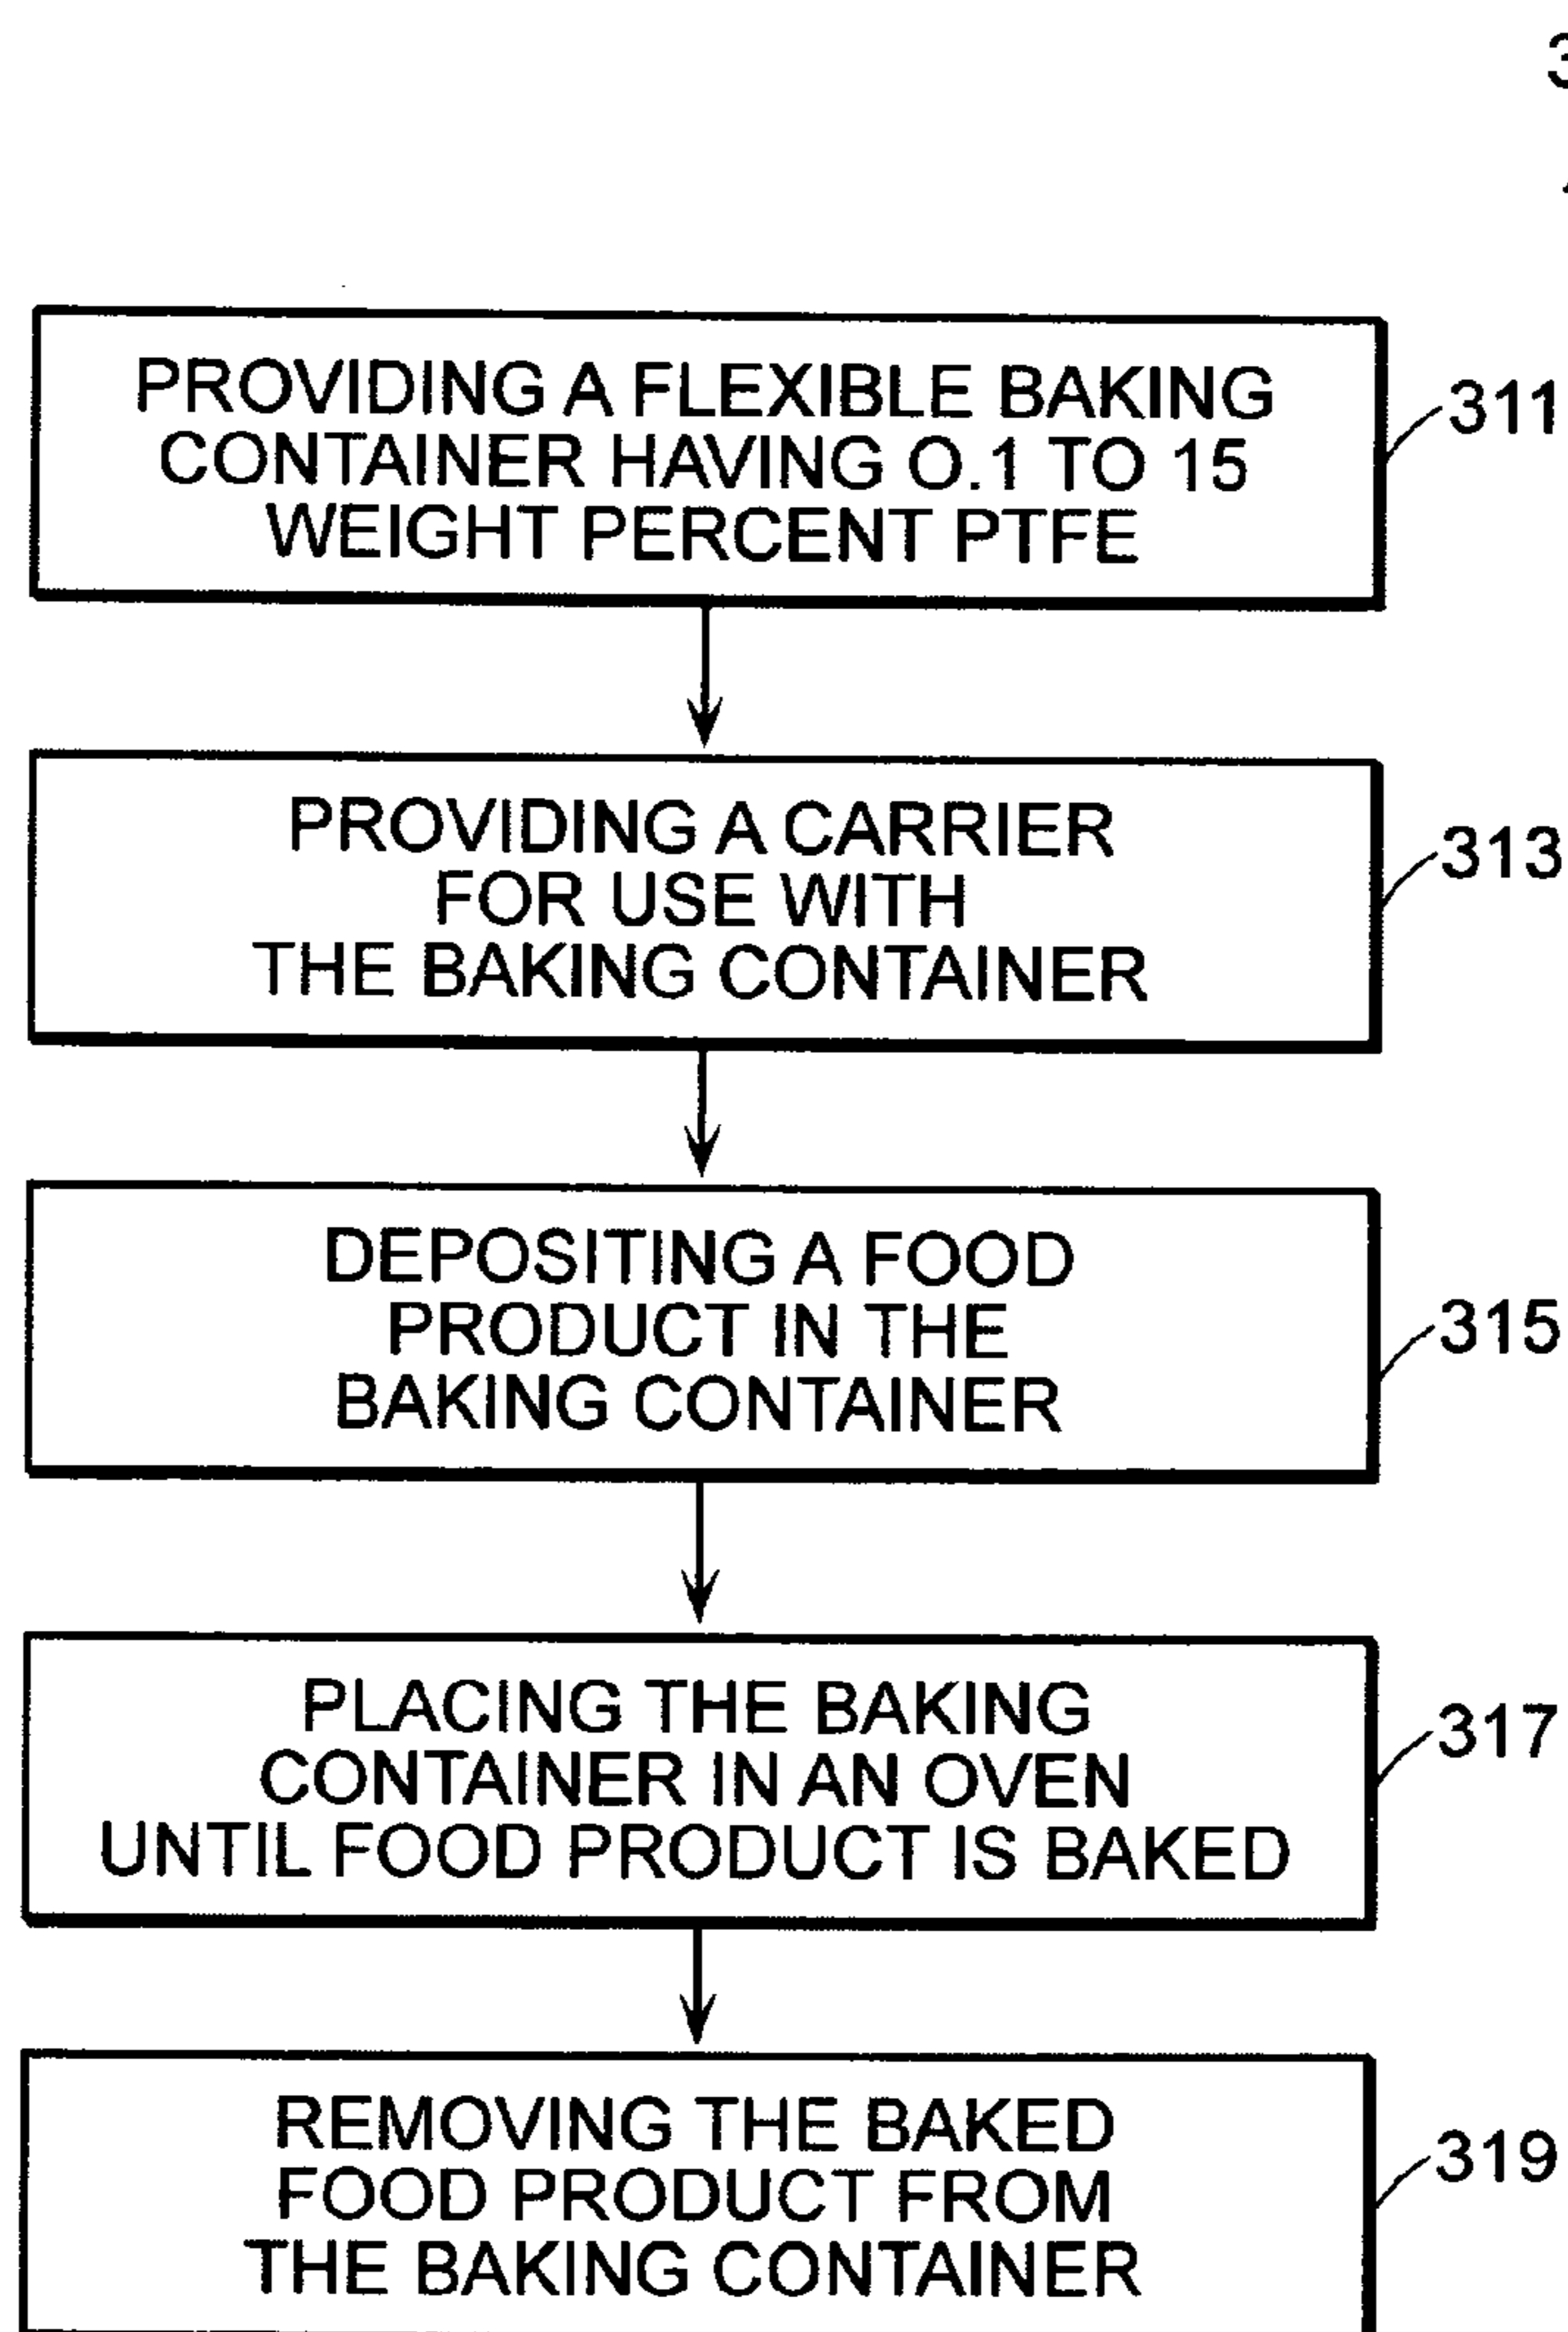 3
PROVIDING A FLEXIBLE BAKING
CONTAINER HAVING O.1 TO 15
WEIGHT PERCENT PTFE
311
PROVIDING A CARRIER
FOR USE WITH
THE BAKING CONTAINER
313
DEPOSITING A FOOD
PRODUCT IN THE
BAKING CONTAINER
315
PLACING THE BAKING
CONTAINER IN AN OVEN
UNTIL FOOD PRODUCT IS BAKED
317
REMOVING THE BAKED
FOOD PRODUCT FROM
THE BAKING CONTAINER
319